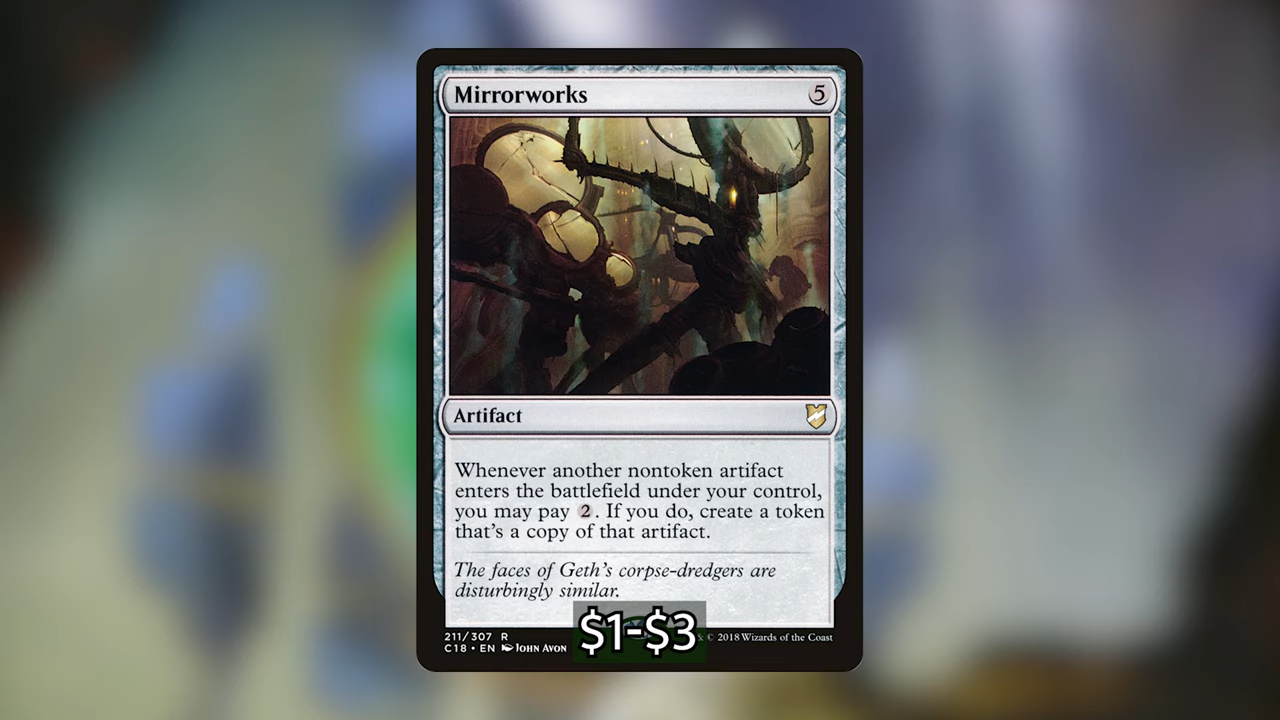 Mirrorworks 5
Artifact
Whenever another nontoken artifact
enters the battlefield under your control,
you may pay 2. If you do, create a token
that's a copy of that artifact.
The faces of Geth's corpse-dredgers are
disturbingly similar.
$1-$3
211/307 R
C18 • EN JOHN AVON
& © 2018 Wizards of the Coast